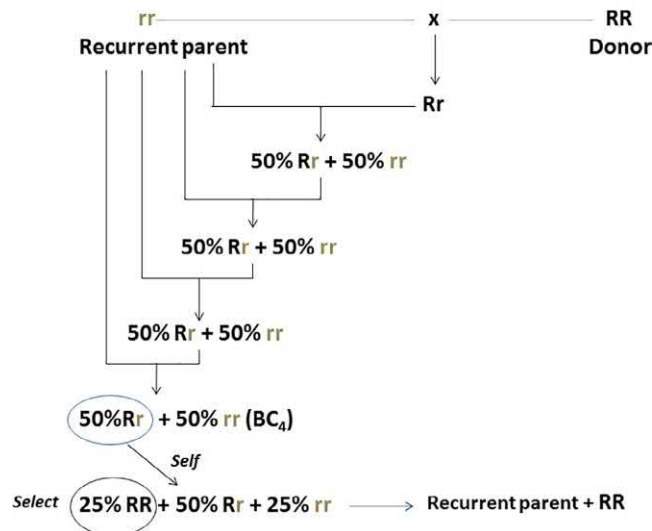 rr x RR
Recurrent parent Donor
Rr
50% Rr + 50% rr
50% Rr + 50% rr
50% Rr + 50% rr
50%Rr + 50% rr (BC4)
Self
Select 25% RR + 50% Rr + 25% rr Recurrent parent + RR